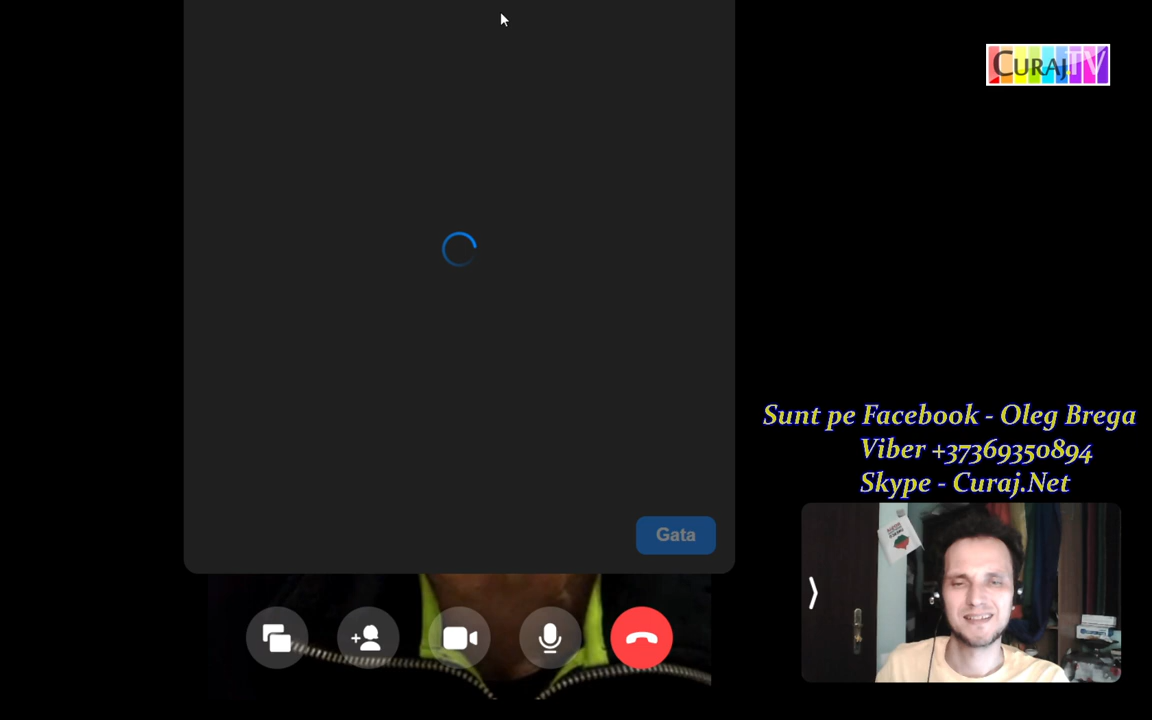 CURAJ TV
Sunt pe Facebook - Oleg Brega
Viber +37369350894
Skype - Curaj.Net
Gata